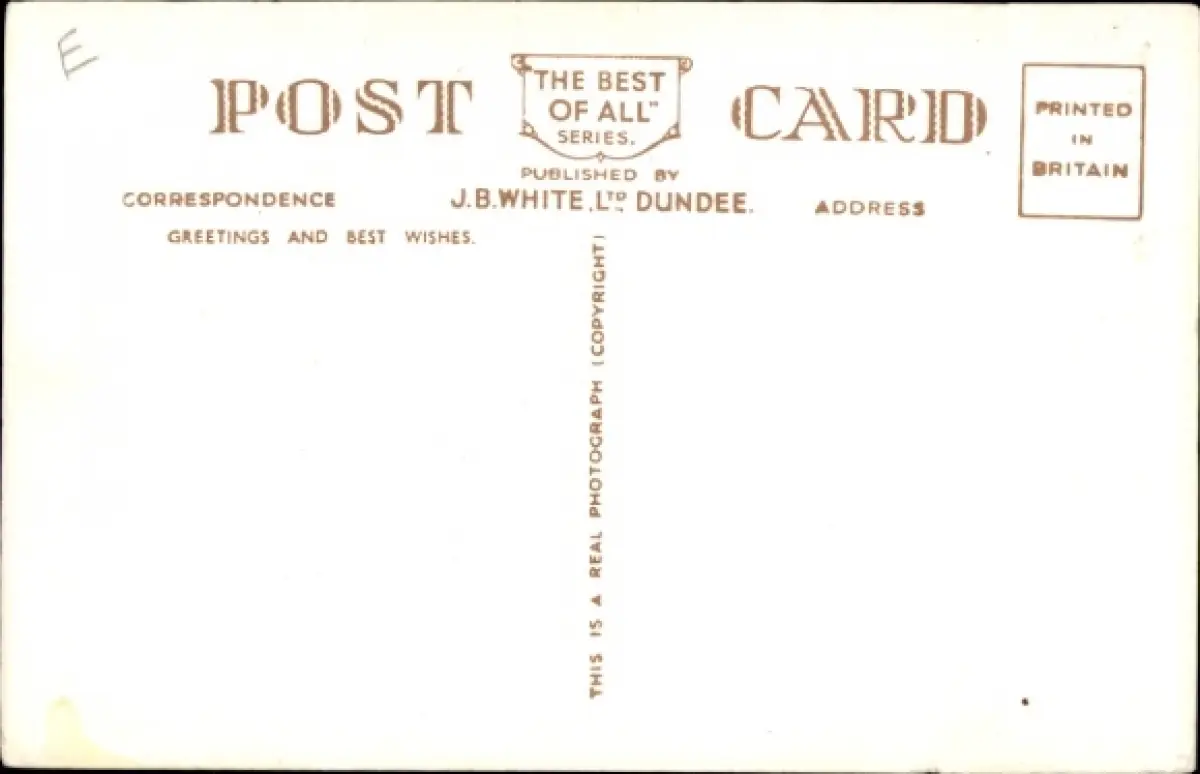 E
POST CARD
"THE BEST
OF ALL"
SERIES.
PUBLISHED BY
J.B.WHITE, LTD DUNDEE.
CORRESPONDENCE
GREETINGS AND BEST WISHES.
ADDRESS
PRINTED
IN
BRITAIN
THIS IS A REAL PHOTOGRAPH (COPYRIGHT)